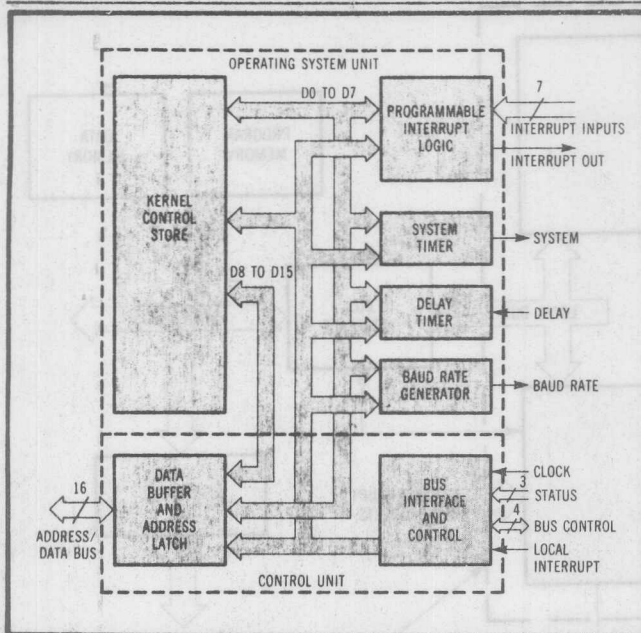 OPERATING SYSTEM UNIT
D0 TO D7
KERNEL
CONTROL
STORE
D8 TO D15
PROGRAMMABLE
INTERRUPT
LOGIC
7
INTERRUPT INPUTS
INTERRUPT OUT
SYSTEM
TIMER
SYSTEM
DELAY
TIMER
DELAY
BAUD RATE
GENERATOR
BAUD RATE
16
ADDRESS/
DATA BUS
DATA
BUFFER
AND
ADDRESS
LATCH
BUS
INTERFACE
AND
CONTROL
CLOCK
3
STATUS
4
BUS CONTROL
LOCAL
INTERRUPT
CONTROL UNIT